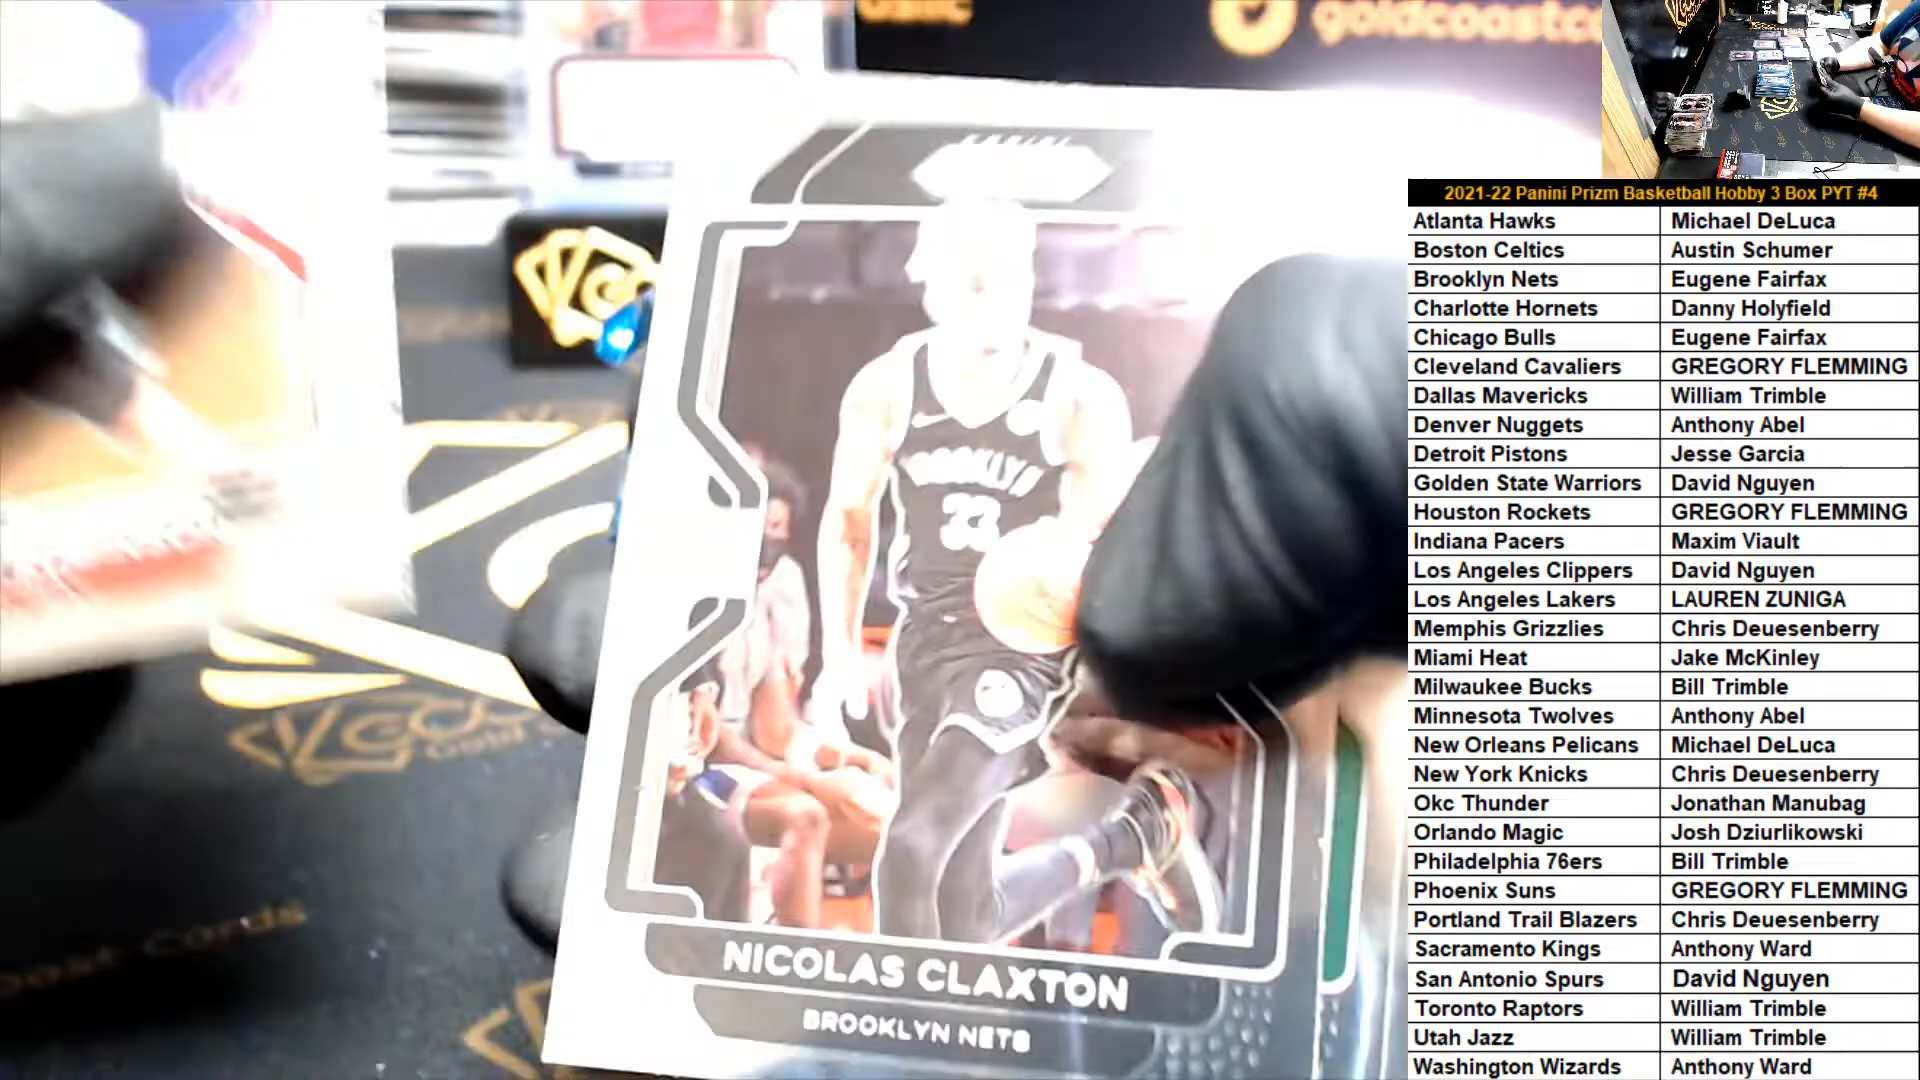 goldcoastc
PANINI
BROOKLYN
NICOLAS CLAXTON
BROOKLYN NETS
oast Cards
2021-22 Panini Prizm Basketball Hobby 3 Box PYT #4
Atlanta Hawks Michael DeLuca
Boston Celtics Austin Schumer
Brooklyn Nets Eugene Fairfax
Charlotte Hornets Danny Holyfield
Chicago Bulls Eugene Fairfax
Cleveland Cavaliers GREGORY FLEMMING
Dallas Mavericks William Trimble
Denver Nuggets Anthony Abel
Detroit Pistons Jesse Garcia
Golden State Warriors David Nguyen
Houston Rockets GREGORY FLEMMING
Indiana Pacers Maxim Viault
Los Angeles Clippers David Nguyen
Los Angeles Lakers LAUREN ZUNIGA
Memphis Grizzlies Chris Deuesenberry
Miami Heat Jake McKinley
Milwaukee Bucks Bill Trimble
Minnesota Twolves Anthony Abel
New Orleans Pelicans Michael DeLuca
New York Knicks Chris Deuesenberry
Okc Thunder Jonathan Manubag
Orlando Magic Josh Dziurlikowski
Philadelphia 76ers Bill Trimble
Phoenix Suns GREGORY FLEMMING
Portland Trail Blazers Chris Deuesenberry
Sacramento Kings Anthony Ward
San Antonio Spurs David Nguyen
Toronto Raptors William Trimble
Utah Jazz William Trimble
Washington Wizards Anthony Ward